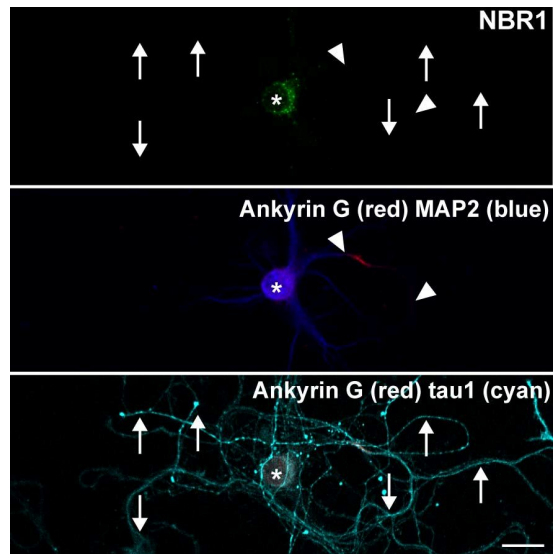 NBR1
*
Ankyrin G (red) MAP2 (blue)
*
Ankyrin G (red) tau1 (cyan)
*